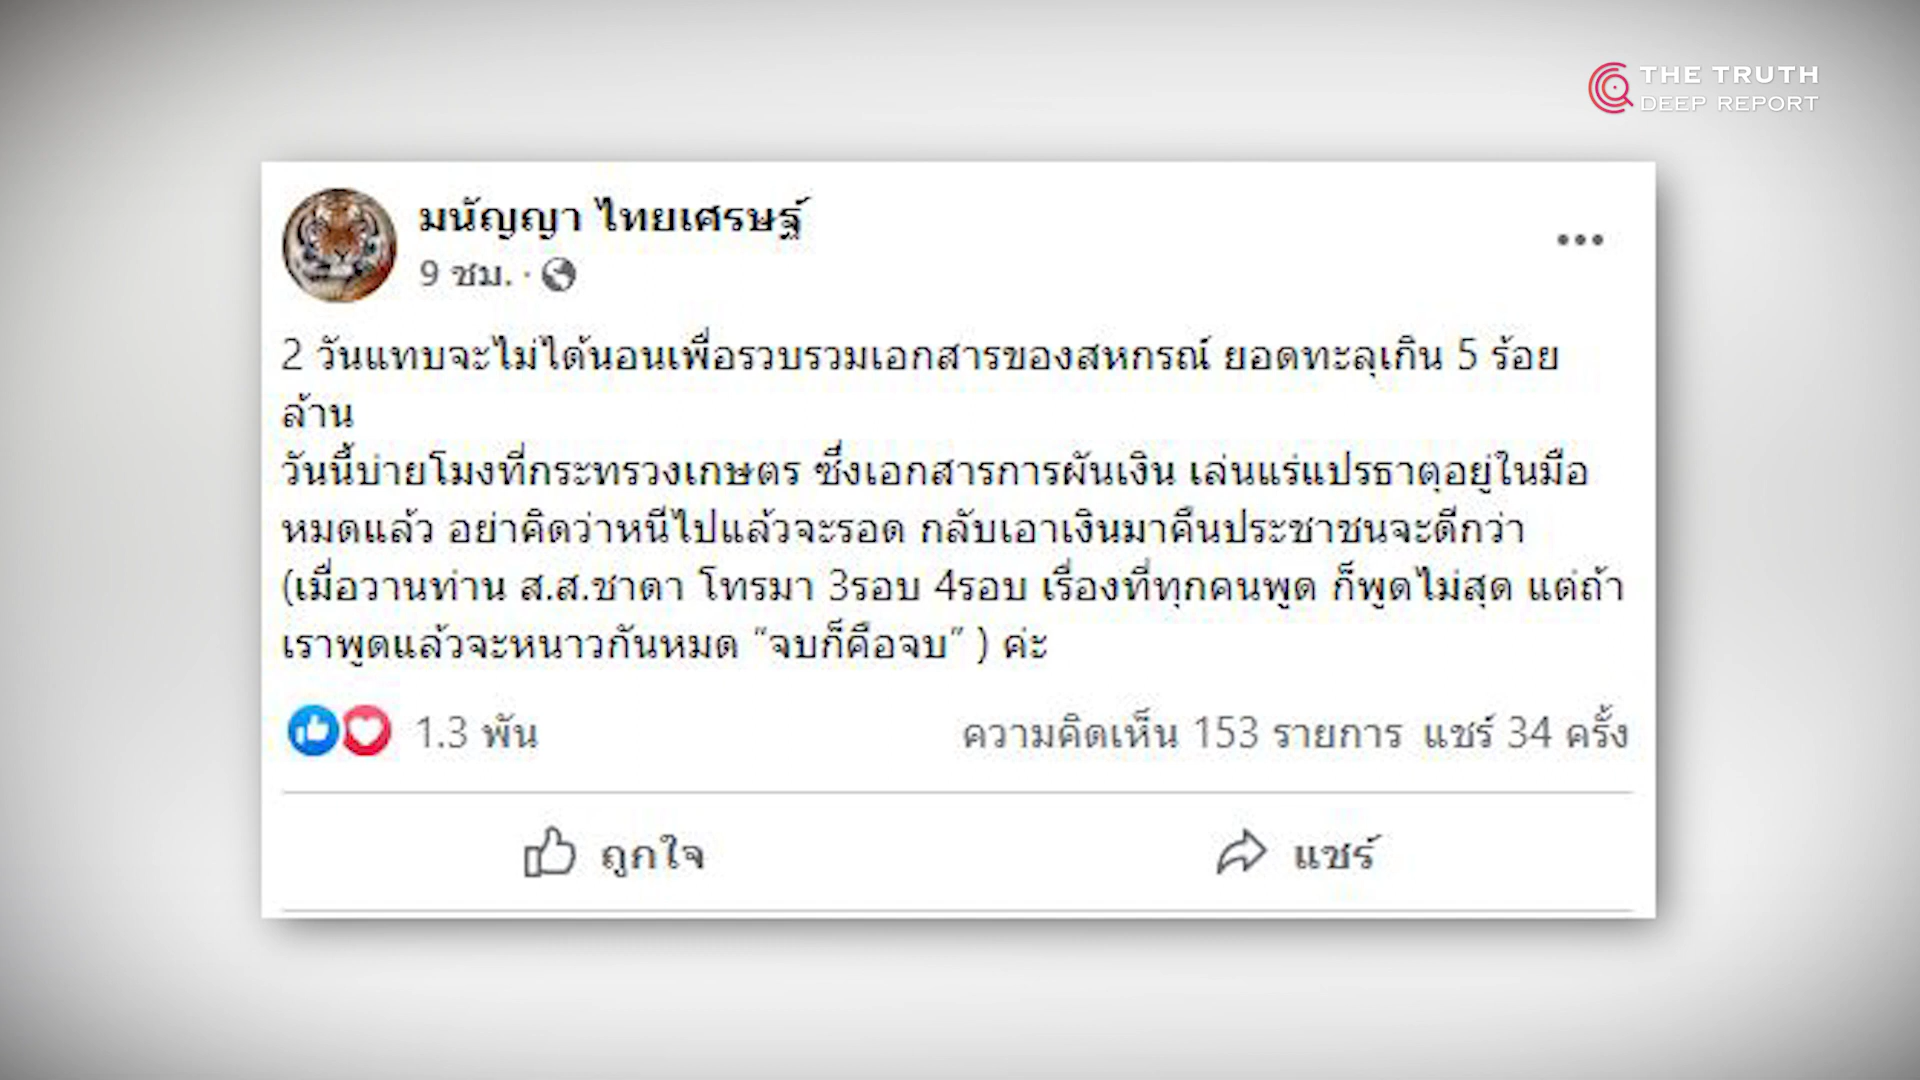 THE TRUTH
DEEP REPORT
มนัญญา ไทยเศรษฐ์
9 ชม. ·
2 วันแทบจะไม่ได้นอนเพื่อรวบรวมเอกสารของสหกรณ์ ยอดทะลุเกิน 5 ร้อย
ล้าน
วันนี้บ่ายโมงที่กระทรวงเกษตร ซึ่งเอกสารการผันเงิน เล่นแร่แปรธาตุอยู่ในมือ
หมดแล้ว อย่าคิดว่าหนีไปแล้วจะรอด กลับเอาเงินมาคืนประชาชนจะดีกว่า
(เมื่อวานท่าน ส.ส.ชาดา โทรมา 3รอบ 4รอบ เรื่องที่ทุกคนพูด ก็พูดไม่สุด แต่ถ้า
เราพูดแล้วจะหนาวกันหมด “จบก็คือจบ” ) ค่ะ
1.3 พัน
ความคิดเห็น 153 รายการ แชร์ 34 ครั้ง
ถูกใจ
แชร์